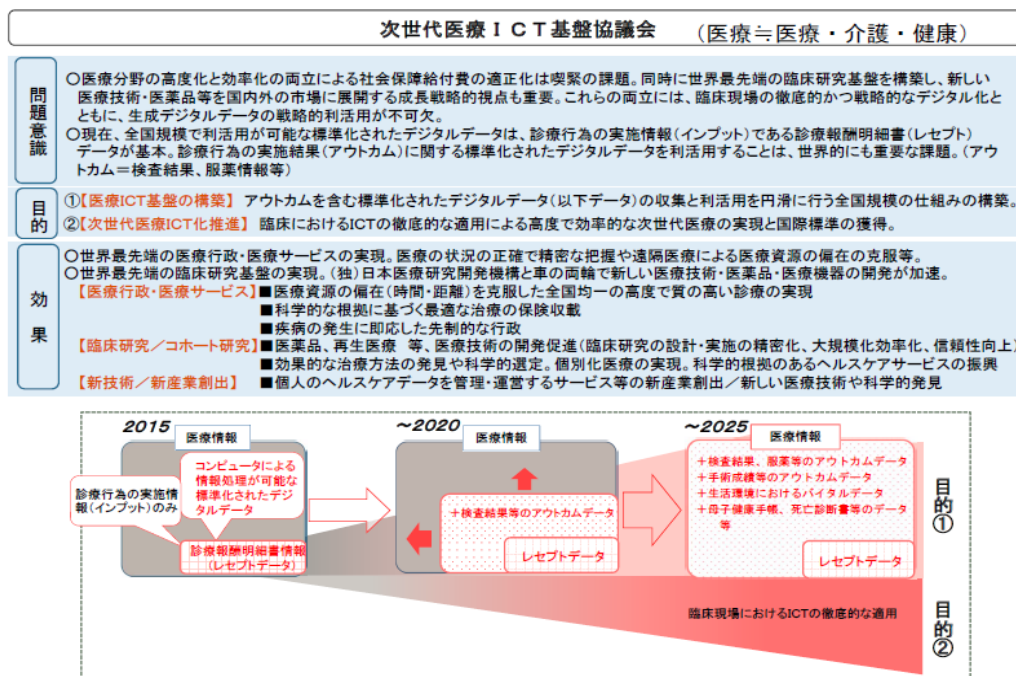 次世代医療ICT基盤協議会 (医療≒医療・介護・健康)
問題意識
○医療分野の高度化と効率化の両立による社会保障給付費の適正化は喫緊の課題。同時に世界最先端の臨床研究基盤を構築し、新しい
医療技術・医薬品等を国内外の市場に展開する成長戦略的視点も重要。これらの両立には、臨床現場の徹底的かつ戦略的なデジタル化と
ともに、生成デジタルデータの戦略的利活用が不可欠。
○現在、全国規模で利活用が可能な標準化されたデジタルデータは、診療行為の実施情報(インプット)である診療報酬明細書(レセプト)
データが基本。診療行為の実施結果(アウトカム)に関する標準化されたデジタルデータを利活用することは、世界的にも重要な課題。(アウ
トカム=検査結果、服薬情報等)
目的
①【医療ICT基盤の構築】 アウトカムを含む標準化されたデジタルデータ(以下データ)の収集と利活用を円滑に行う全国規模の仕組みの構築。
②【次世代医療ICT化推進】 臨床におけるICTの徹底的な適用による高度で効率的な次世代医療の実現と国際標準の獲得。
効果
○世界最先端の医療行政・医療サービスの実現。医療の状況の正確で精密な把握や遠隔医療による医療資源の偏在の克服等。
○世界最先端の臨床研究基盤の実現。(独)日本医療研究開発機構と車の両輪で新しい医療技術・医薬品・医療機器の開発が加速。
【医療行政・医療サービス】■医療資源の偏在(時間・距離)を克服した全国均一の高度で質の高い診療の実現
■科学的な根拠に基づく最適な治療の保険収載
■疾病の発生に即応した先制的な行政
【臨床研究/コホート研究】■医薬品、再生医療 等、医療技術の開発促進(臨床研究の設計・実施の精密化、大規模化効率化、信頼性向上)
■効果的な治療方法の発見や科学的選定。個別化医療の実現。科学的根拠のあるヘルスケアサービスの振興
【新技術/新産業創出】 ■個人のヘルスケアデータを管理・運営するサービス等の新産業創出/新しい医療技術や科学的発見
2015
医療情報
コンピュータによる
情報処理が可能な
標準化されたデジ
タルデータ
診療行為の実施情
報(インプット)のみ
診療報酬明細書情報
(レセプトデータ)
~2020
医療情報
+検査結果等のアウトカムデータ
レセプトデータ
~2025
医療情報
+検査結果、服薬等のアウトカムデータ
+手術成績等のアウトカムデータ
+生活環境におけるバイタルデータ
+母子健康手帳、死亡診断書等のデータ
等
レセプトデータ
目的①
臨床現場におけるICTの徹底的な適用
目的②